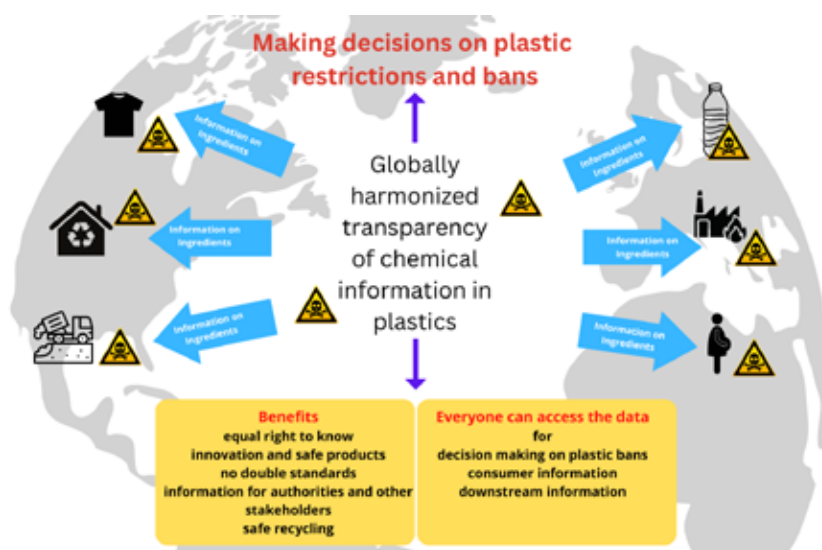 Making decisions on plastic
restrictions and bans
Information on
Ingredients
Information on
Ingredients
Information on
Ingredients
Globally
harmonized
transparency
of chemical
information in
plastics
Information on
Ingredients
Information on
Ingredients
Information on
Ingredients
Benefits
equal right to know
innovation and safe products
no double standards
information for authorities and other
stakeholders
safe recycling
Everyone can access the data
for
decision making on plastic bans
consumer information
downstream information